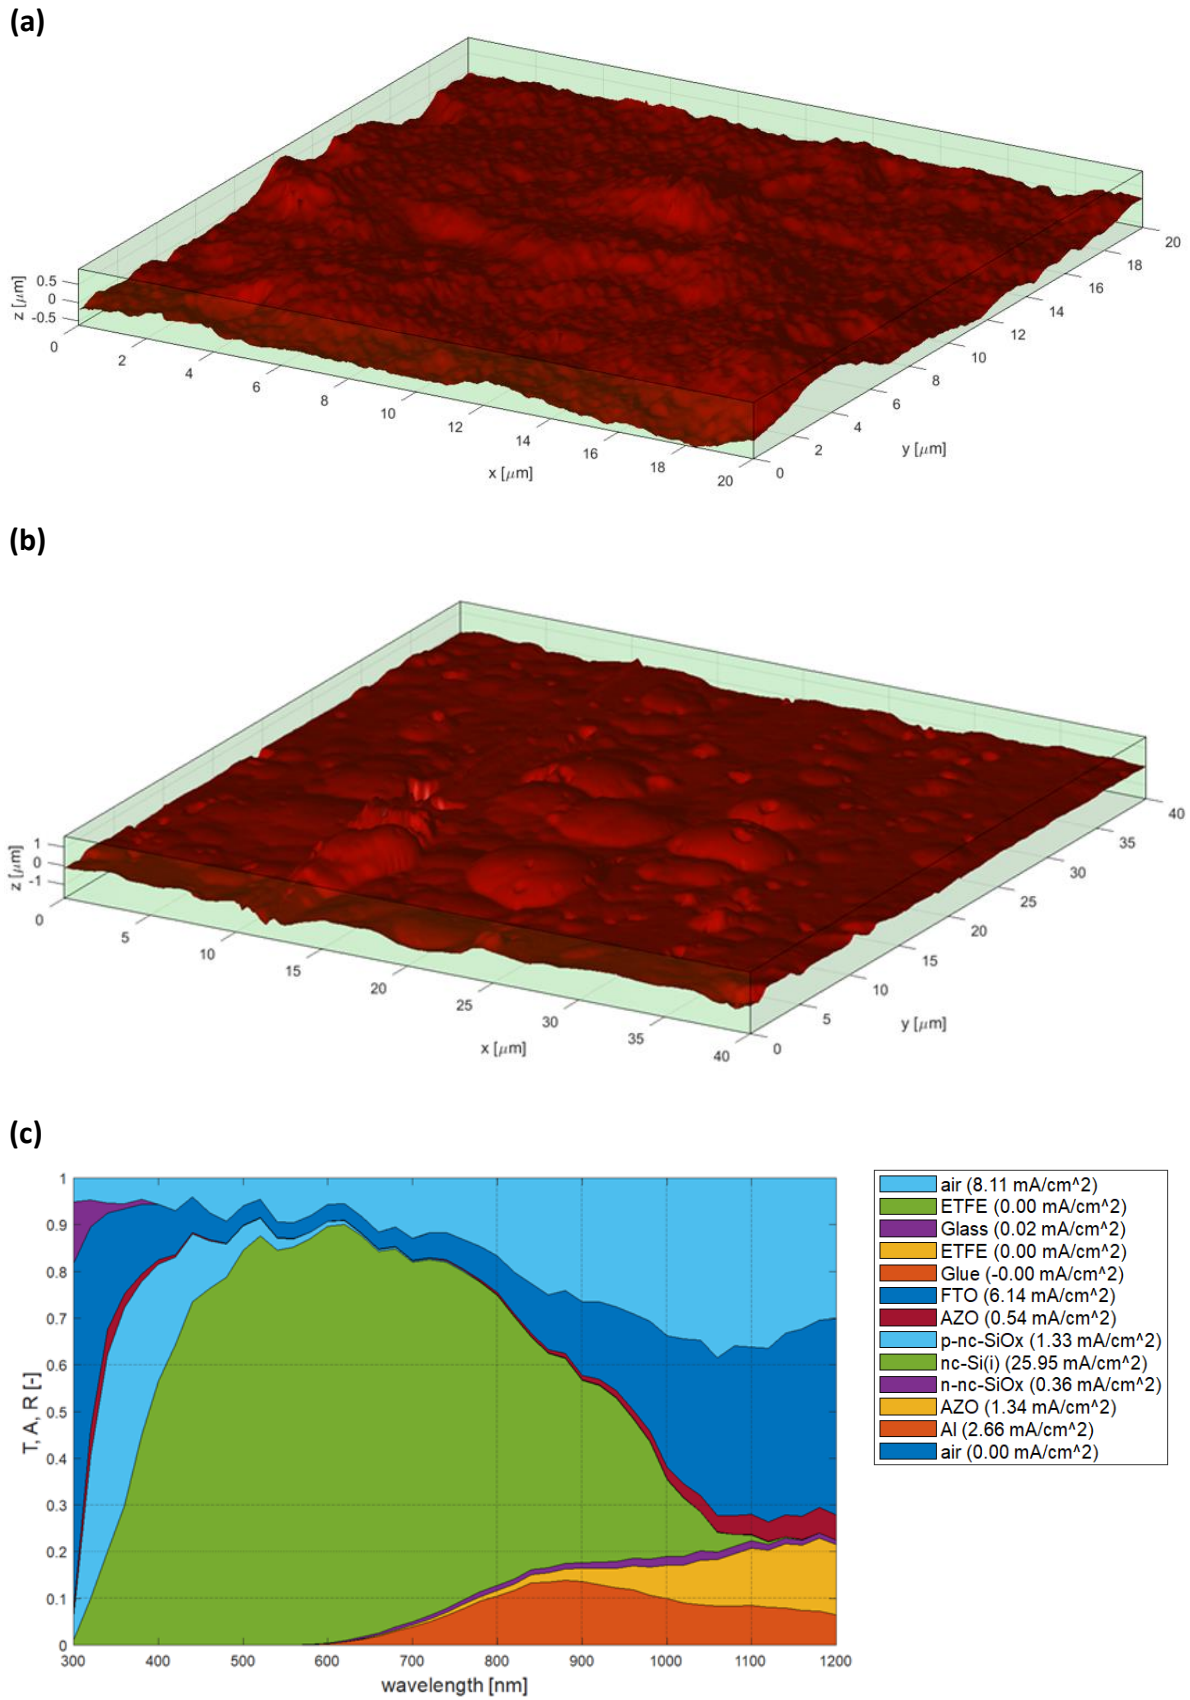 (a)
z [μm]
0.5
0
-0.5
0
2
4
6
8
10
12
14
16
18
20
x [μm]
0
2
4
6
8
10
12
14
16
18
20
y [μm]
(b)
z [μm]
1
0
-1
0
5
10
15
20
25
30
35
40
x [μm]
0
5
10
15
20
25
30
35
40
y [μm]
(c)
T, A, R [-]
1
0.9
0.8
0.7
0.6
0.5
0.4
0.3
0.2
0.1
0
300 400 500 600 700 800 900 1000 1100 1200
wavelength [nm]
air (8.11 mA/cm^2)
ETFE (0.00 mA/cm^2)
Glass (0.02 mA/cm^2)
ETFE (0.00 mA/cm^2)
Glue (-0.00 mA/cm^2)
FTO (6.14 mA/cm^2)
AZO (0.54 mA/cm^2)
p-nc-SiOx (1.33 mA/cm^2)
nc-Si(i) (25.95 mA/cm^2)
n-nc-SiOx (0.36 mA/cm^2)
AZO (1.34 mA/cm^2)
Al (2.66 mA/cm^2)
air (0.00 mA/cm^2)